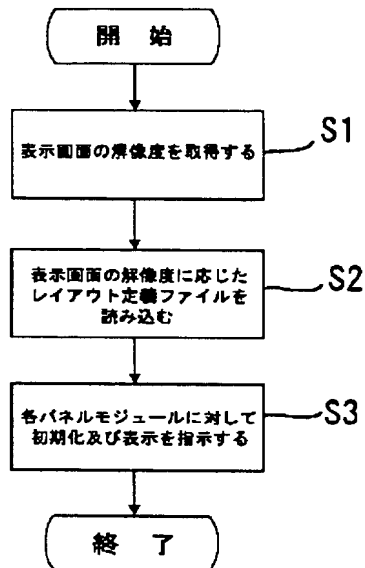 開 始
表示画面の解像度を取得する
S1
表示画面の解像度に応じた
レイアウト定義ファイルを
読み込む
S2
各パネルモジュールに対して
初期化及び表示を指示する
S3
終 了